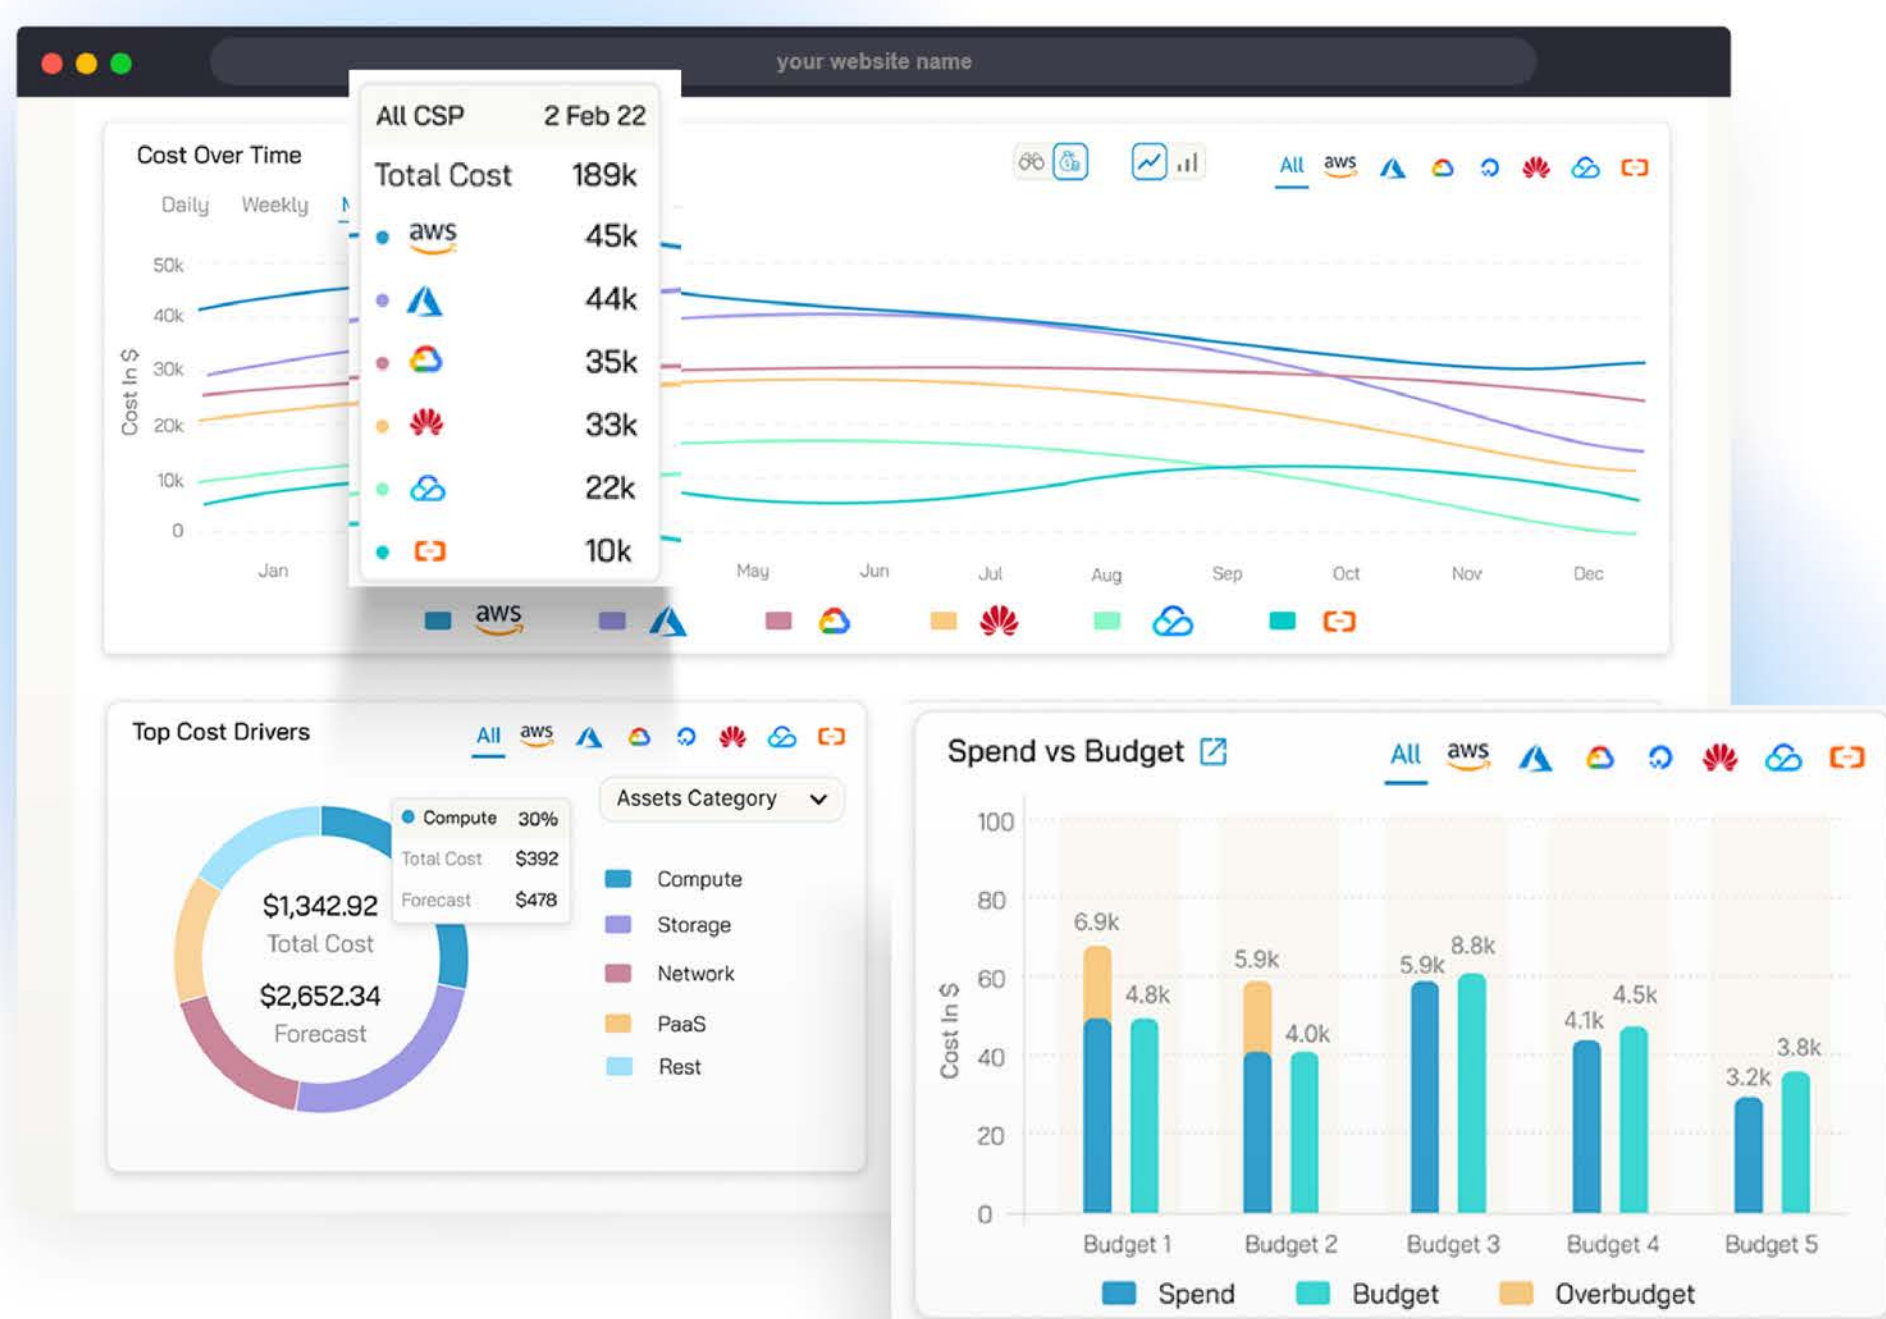 your website name
All CSP 2 Feb 22
Total Cost 189k
aws 45k
44k
35k
33k
22k
10k
Cost Over Time
All aws
Daily Weekly
Cost In $
50k
40k
30k
20k
10k
0
Jan May Jun Jul Aug Sep Oct Nov Dec
aws
Top Cost Drivers
All aws
Assets Category
Compute 30%
Total Cost $392
Forecast $478
$1,342.92
Total Cost
$2,652.34
Forecast
Compute
Storage
Network
PaaS
Rest
Spend vs Budget
All aws
Cost In $
100
80
60
40
20
0
6.9k
4.8k
5.9k
4.0k
5.9k
8.8k
4.1k
4.5k
3.2k
3.8k
Budget 1 Budget 2 Budget 3 Budget 4 Budget 5
Spend Budget Overbudget